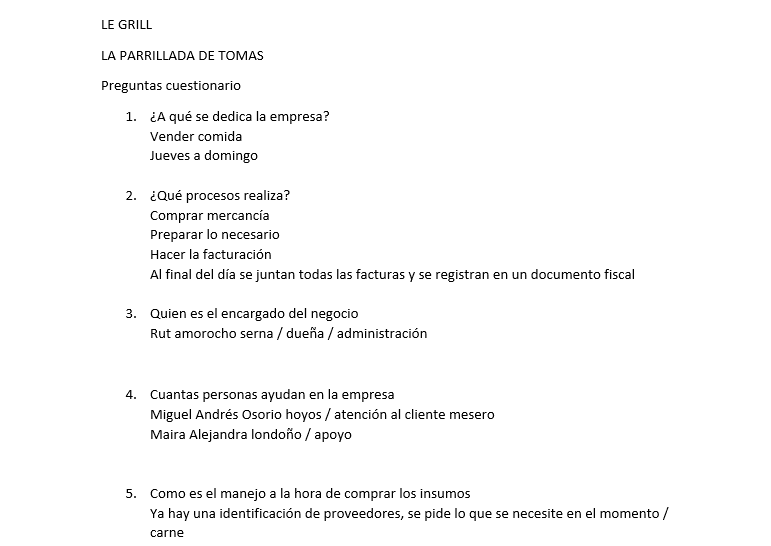 LE GRILL
LA PARRILLADA DE TOMAS
Preguntas cuestionario
1. ¿A qué se dedica la empresa?
Vender comida
Jueves a domingo
2. ¿Qué procesos realiza?
Comprar mercancía
Preparar lo necesario
Hacer la facturación
Al final del día se juntan todas las facturas y se registran en un documento fiscal
3. Quien es el encargado del negocio
Rut amorocho serna / dueña / administración
4. Cuantas personas ayudan en la empresa
Miguel Andrés Osorio hoyos / atención al cliente mesero
Maira Alejandra londoño / apoyo
5. Como es el manejo a la hora de comprar los insumos
Ya hay una identificación de proveedores, se pide lo que se necesite en el momento /
carne